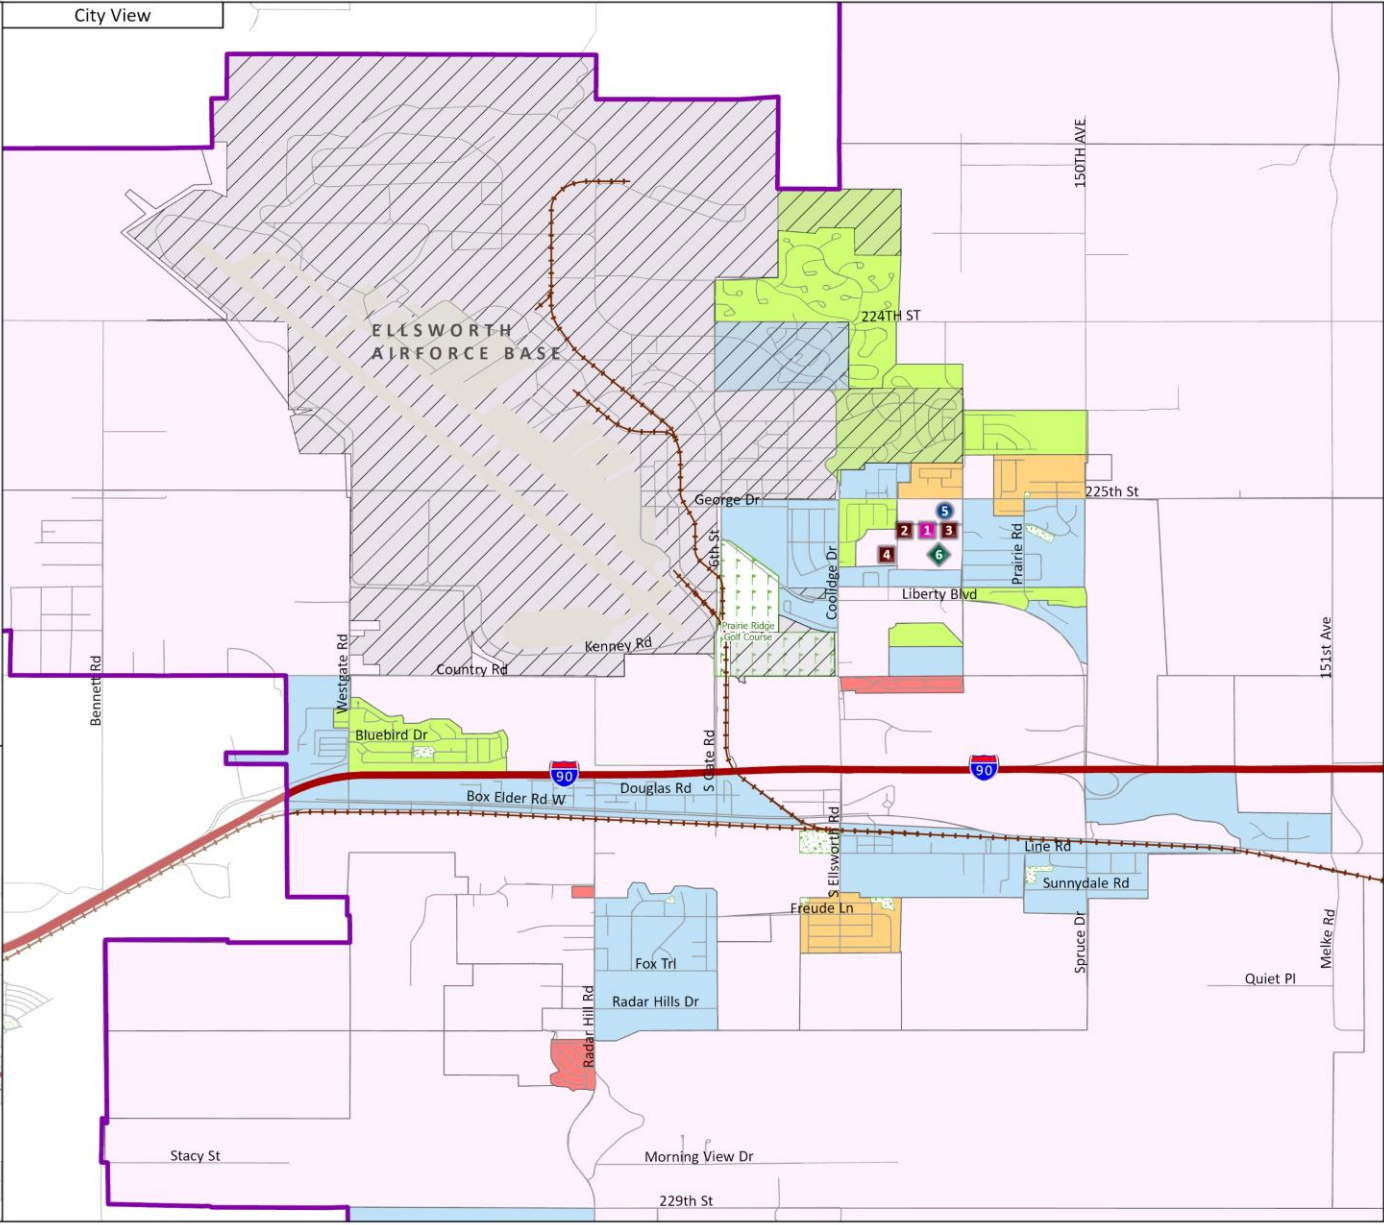 City View
150TH AVE
ELLSWORTH
AIRFORCE BASE
224TH ST
George Dr
225th St
5
2
1
3
4
6
6th St
Coolidge Dr
Prairie Rd
Liberty Blvd
Prairie Ridge
Golf Course
Kenney Rd
Country Rd
Westgate Rd
Bennett Rd
151st Ave
Bluebird Dr
S Gate Rd
90
90
Douglas Rd
Box Elder Rd W
S Ellsworth Rd
Line Rd
Sunnydale Rd
Freude Ln
Spruce Dr
Melke Rd
Fox Trl
Quiet Pl
Radar Hills Dr
Radar Hill Rd
Stacy St
Morning View Dr
229th St